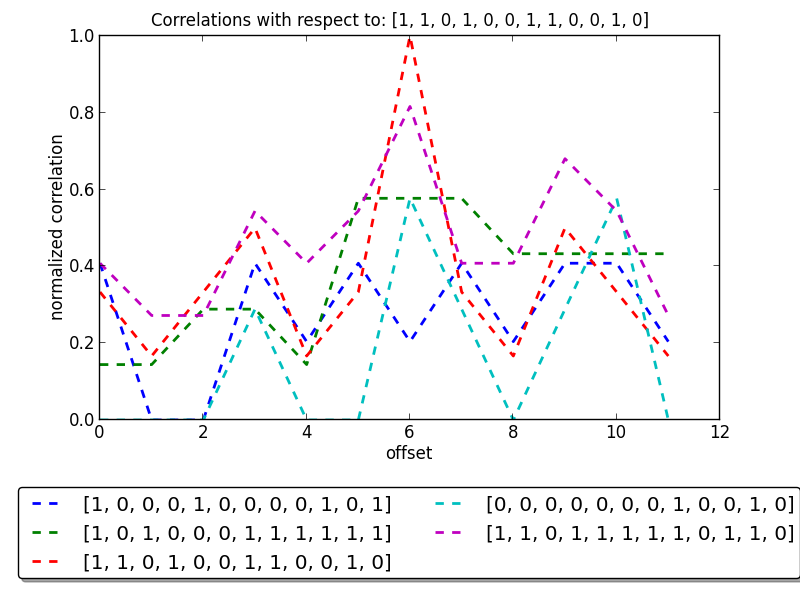 Correlations with respect to: [1, 1, 0, 1, 0, 0, 1, 1, 0, 0, 1, 0]
1.0
0.8
0.6
0.4
0.2
0.0
normalized correlation
0 2 4 6 8 10 12
offset
[1, 0, 0, 0, 1, 0, 0, 0, 0, 1, 0, 1]
[1, 0, 1, 0, 0, 0, 1, 1, 1, 1, 1, 1]
[1, 1, 0, 1, 0, 0, 1, 1, 0, 0, 1, 0]
[0, 0, 0, 0, 0, 0, 0, 1, 0, 0, 1, 0]
[1, 1, 0, 1, 1, 1, 1, 1, 0, 1, 1, 0]